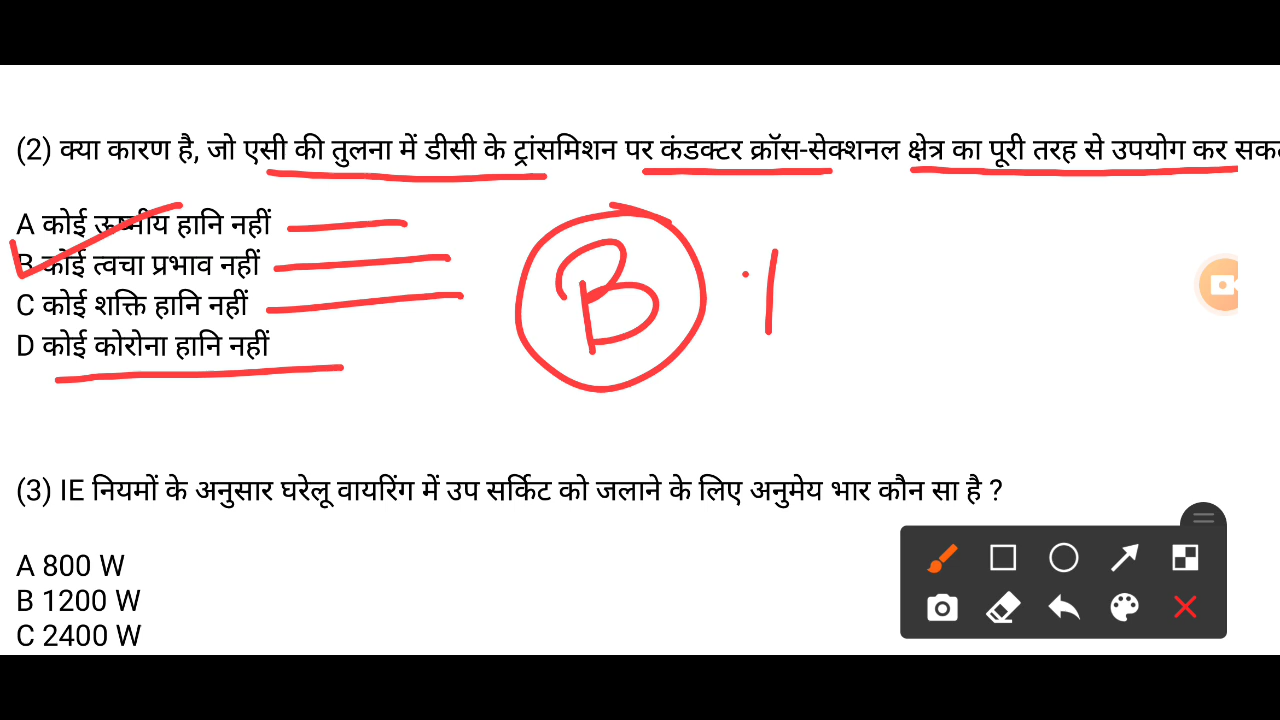 (2) क्या कारण है, जो एसी की तुलना में डीसी के ट्रांसमिशन पर कंडक्टर क्रॉस-सेक्शनल क्षेत्र का पूरी तरह से उपयोग कर
A कोई ऊष्मीय हानि नहीं
B कोई त्वचा प्रभाव नहीं
C कोई शक्ति हानि नहीं
D कोई कोरोना हानि नहीं
B
(3) IE नियमों के अनुसार घरेलू वायरिंग में उप सर्किट को जलाने के लिए अनुमेय भार कौन सा है ?
A 800 W
B 1200 W
C 2400 W